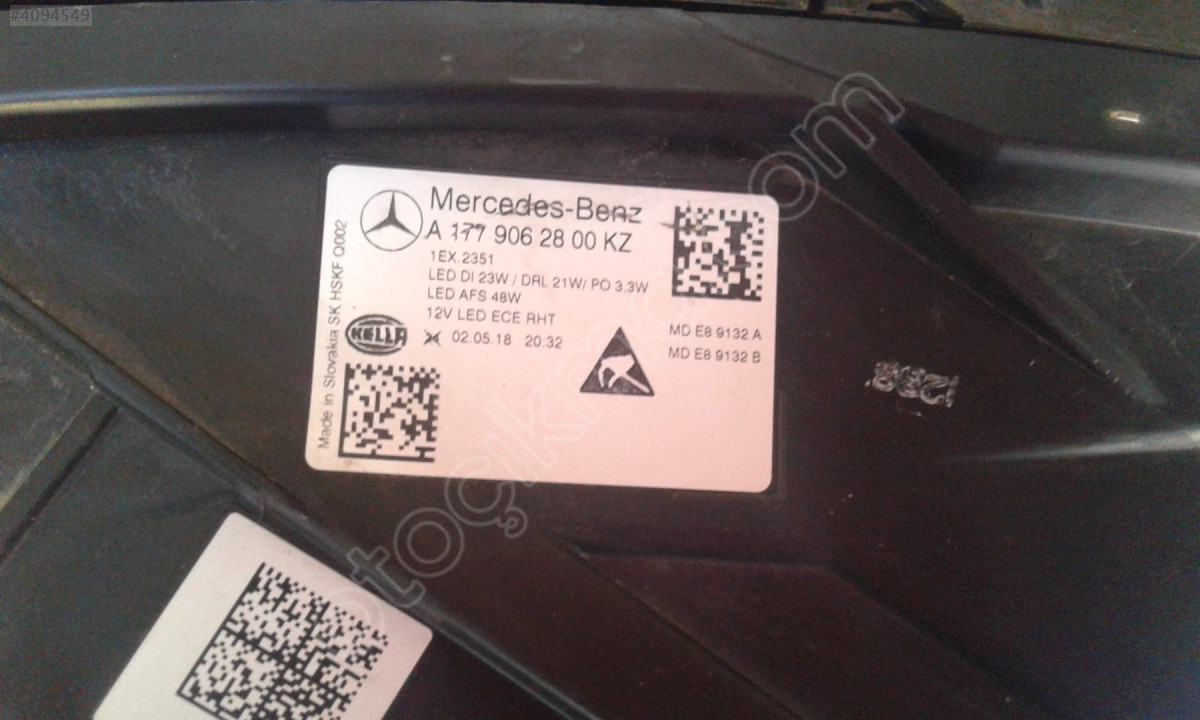 #4094549
Mercedes-Benz
A 177 906 28 00 KZ
1EX.2351
LED DI 23W / DRL 21W/ PO 3,3W
LED AFS 48W
12V LED ECE RHT
HELLA
02.05.18 20:32
MD E8 9132 A
MD E8 9132 B
Made in Slovakia SK HSKF Q002